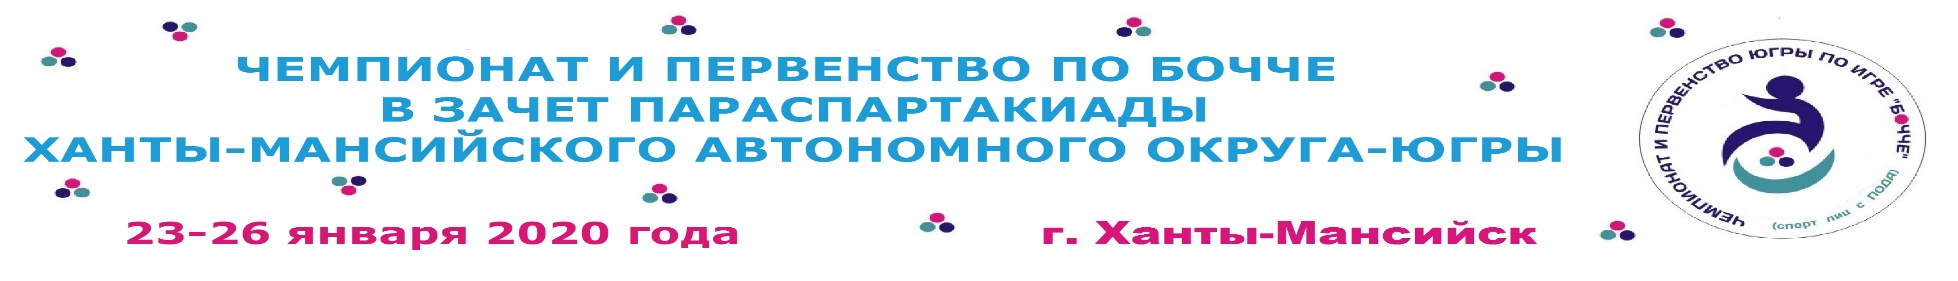 ЧЕМПИОНАТ И ПЕРВЕНСТВО ПО БОЧЧЕ
В ЗАЧЕТ ПАРАСПАРТАКИАДЫ
ХАНТЫ-МАНСИЙСКОГО АВТОНОМНОГО ОКРУГА-ЮГРЫ
23-26 января 2020 года
г. Ханты-Мансийск
ЧЕМПИОНАТ И ПЕРВЕНСТВО ЮГРЫ ПО ИГРЕ "БОЧЧЕ"
(спорт лиц с ПОДА)